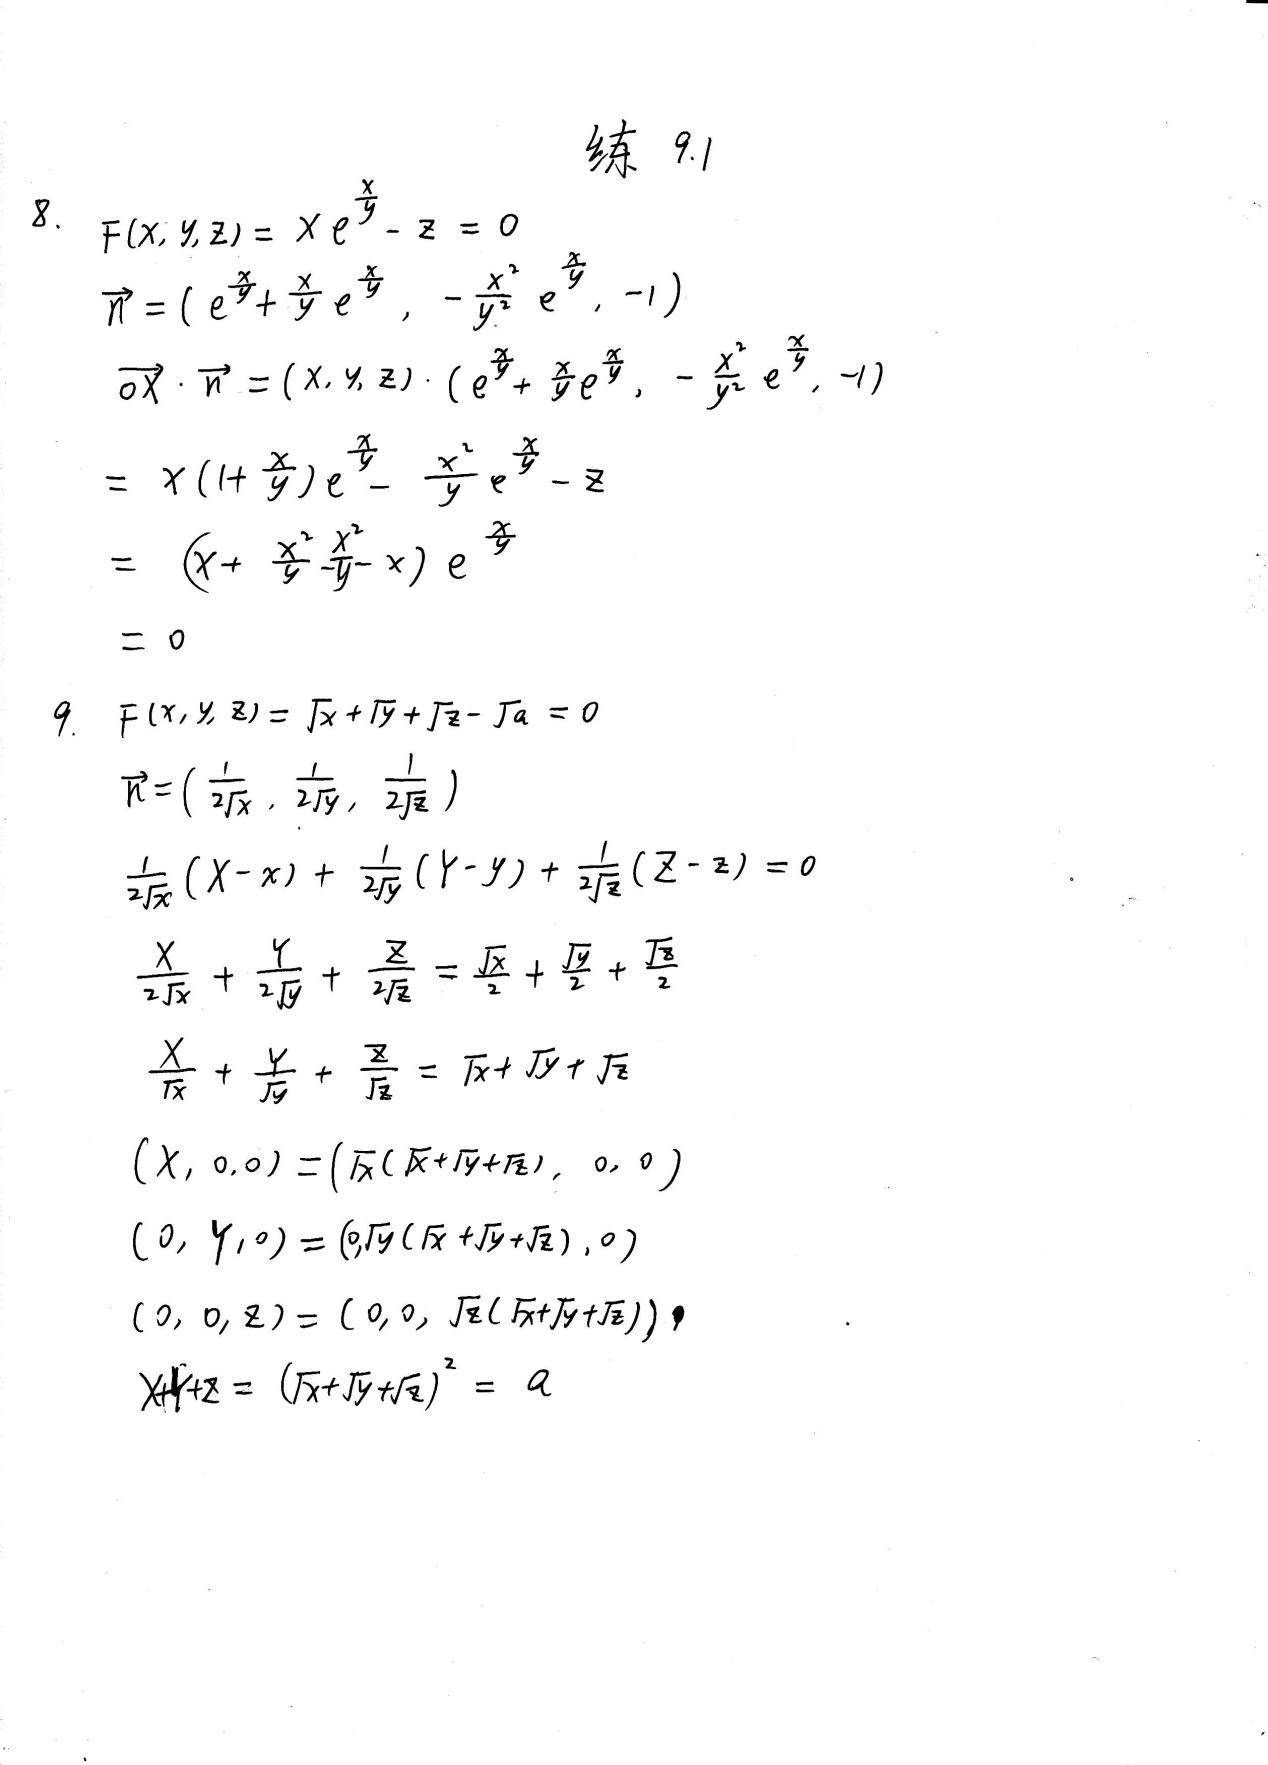 练 9.1
8. F(x, y, z) = x e^{\frac{x}{y}} - z = 0
\vec{n} = ( e^{\frac{x}{y}} + \frac{x}{y} e^{\frac{x}{y}}, -\frac{x^2}{y^2} e^{\frac{x}{y}}, -1)
\vec{ox} \cdot \vec{n} = (x, y, z) \cdot ( e^{\frac{x}{y}} + \frac{x}{y} e^{\frac{x}{y}}, -\frac{x^2}{y^2} e^{\frac{x}{y}}, -1)
= x(1+\frac{x}{y}) e^{\frac{x}{y}} - \frac{x^2}{y} e^{\frac{x}{y}} - z
= (x + \frac{x^2}{y} - \frac{x^2}{y} - x) e^{\frac{x}{y}}
= 0
9. F(x, y, z) = \sqrt{x} + \sqrt{y} + \sqrt{z} - \sqrt{a} = 0
\vec{n} = ( \frac{1}{2\sqrt{x}}, \frac{1}{2\sqrt{y}}, \frac{1}{2\sqrt{z}} )
\frac{1}{2\sqrt{x}} (X-x) + \frac{1}{2\sqrt{y}} (Y-y) + \frac{1}{2\sqrt{z}} (Z-z) = 0
\frac{X}{2\sqrt{x}} + \frac{Y}{2\sqrt{y}} + \frac{Z}{2\sqrt{z}} = \frac{\sqrt{x}}{2} + \frac{\sqrt{y}}{2} + \frac{\sqrt{z}}{2}
\frac{X}{\sqrt{x}} + \frac{Y}{\sqrt{y}} + \frac{Z}{\sqrt{z}} = \sqrt{x} + \sqrt{y} + \sqrt{z}
(X, 0, 0) = (\sqrt{x}(\sqrt{x}+\sqrt{y}+\sqrt{z}), 0, 0)
(0, Y, 0) = (0, \sqrt{y}(\sqrt{x}+\sqrt{y}+\sqrt{z}), 0)
(0, 0, Z) = (0, 0, \sqrt{z}(\sqrt{x}+\sqrt{y}+\sqrt{z})),
X+Y+Z = (\sqrt{x}+\sqrt{y}+\sqrt{z})^2 = a